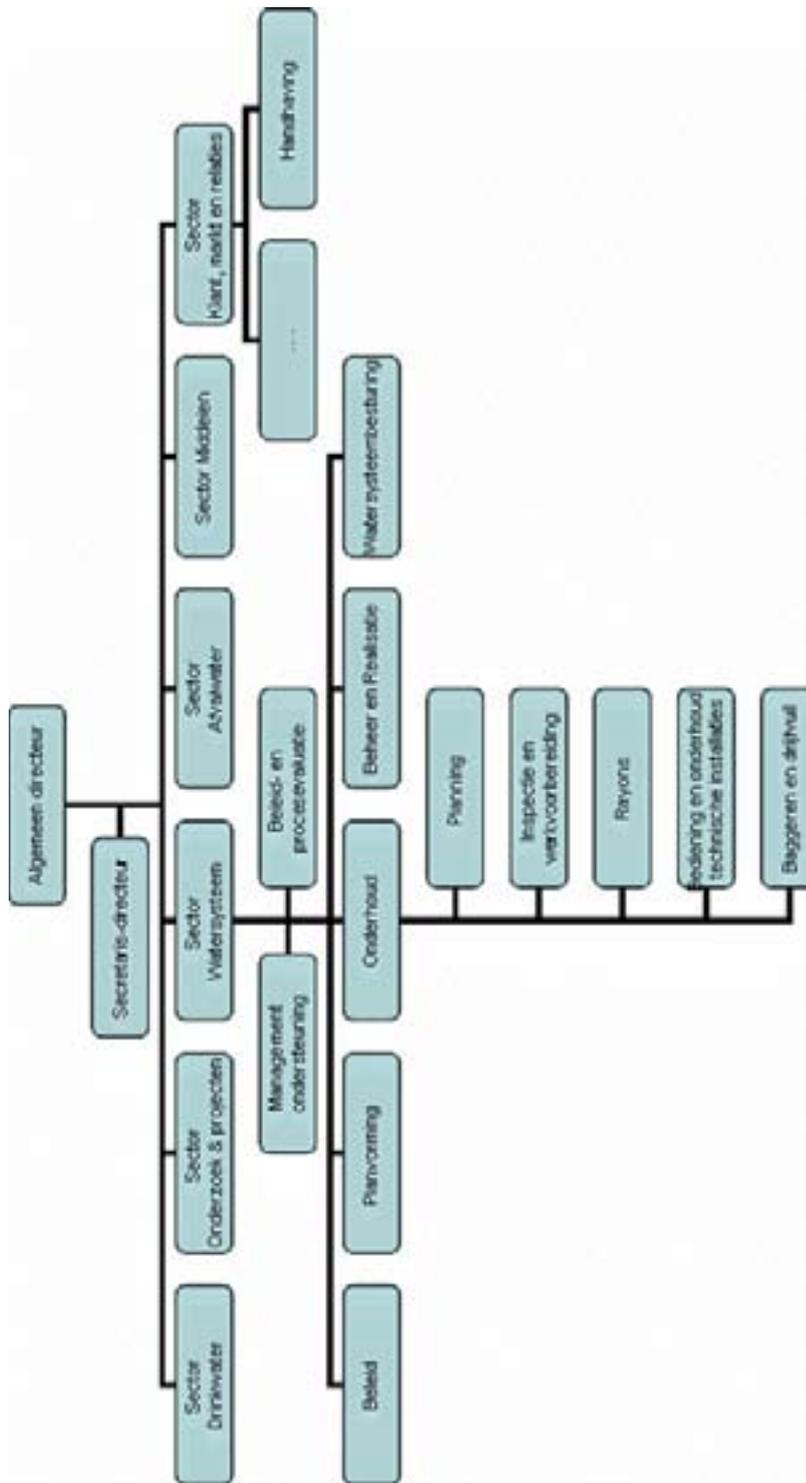 Algemeen directeur
Secretaris-directeur
Sector
Drinkwater
Sector
Onderzoek & projecten
Sector
Watersysteem
Sector
Afvalwater
Sector Middelen
Sector
Klant, markt en relaties
Management
ondersteuning
Beleid- en
procesevaluatie
...
Handhaving
Beleid
Planvorming
Onderhoud
Beheer en Realisatie
Watersysteembesturing
Planning
Inspectie en
werkvoorbereiding
Rayons
Bediening en onderhoud
technische installaties
Baggeren en drijfvuil